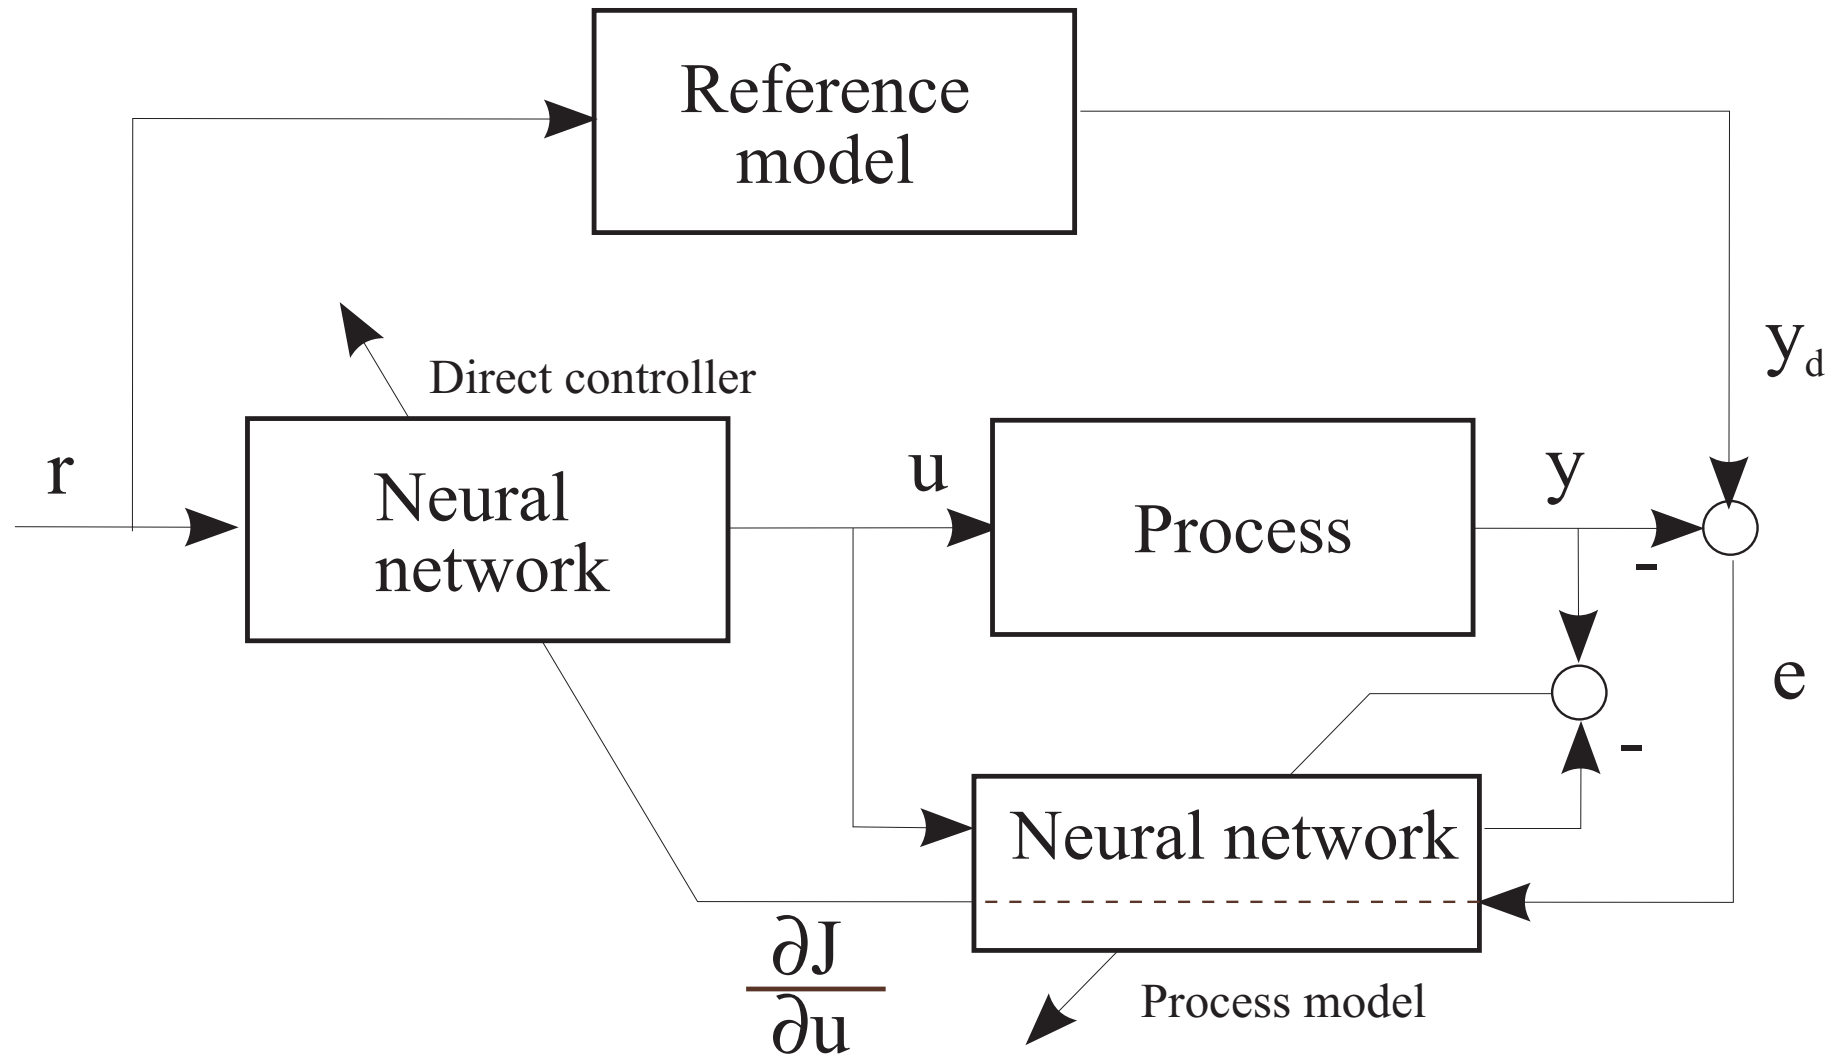 Reference
model
y_d
Direct controller
r
Neural
network
u
Process
y
-
e
-
Neural network
∂J
∂u
Process model